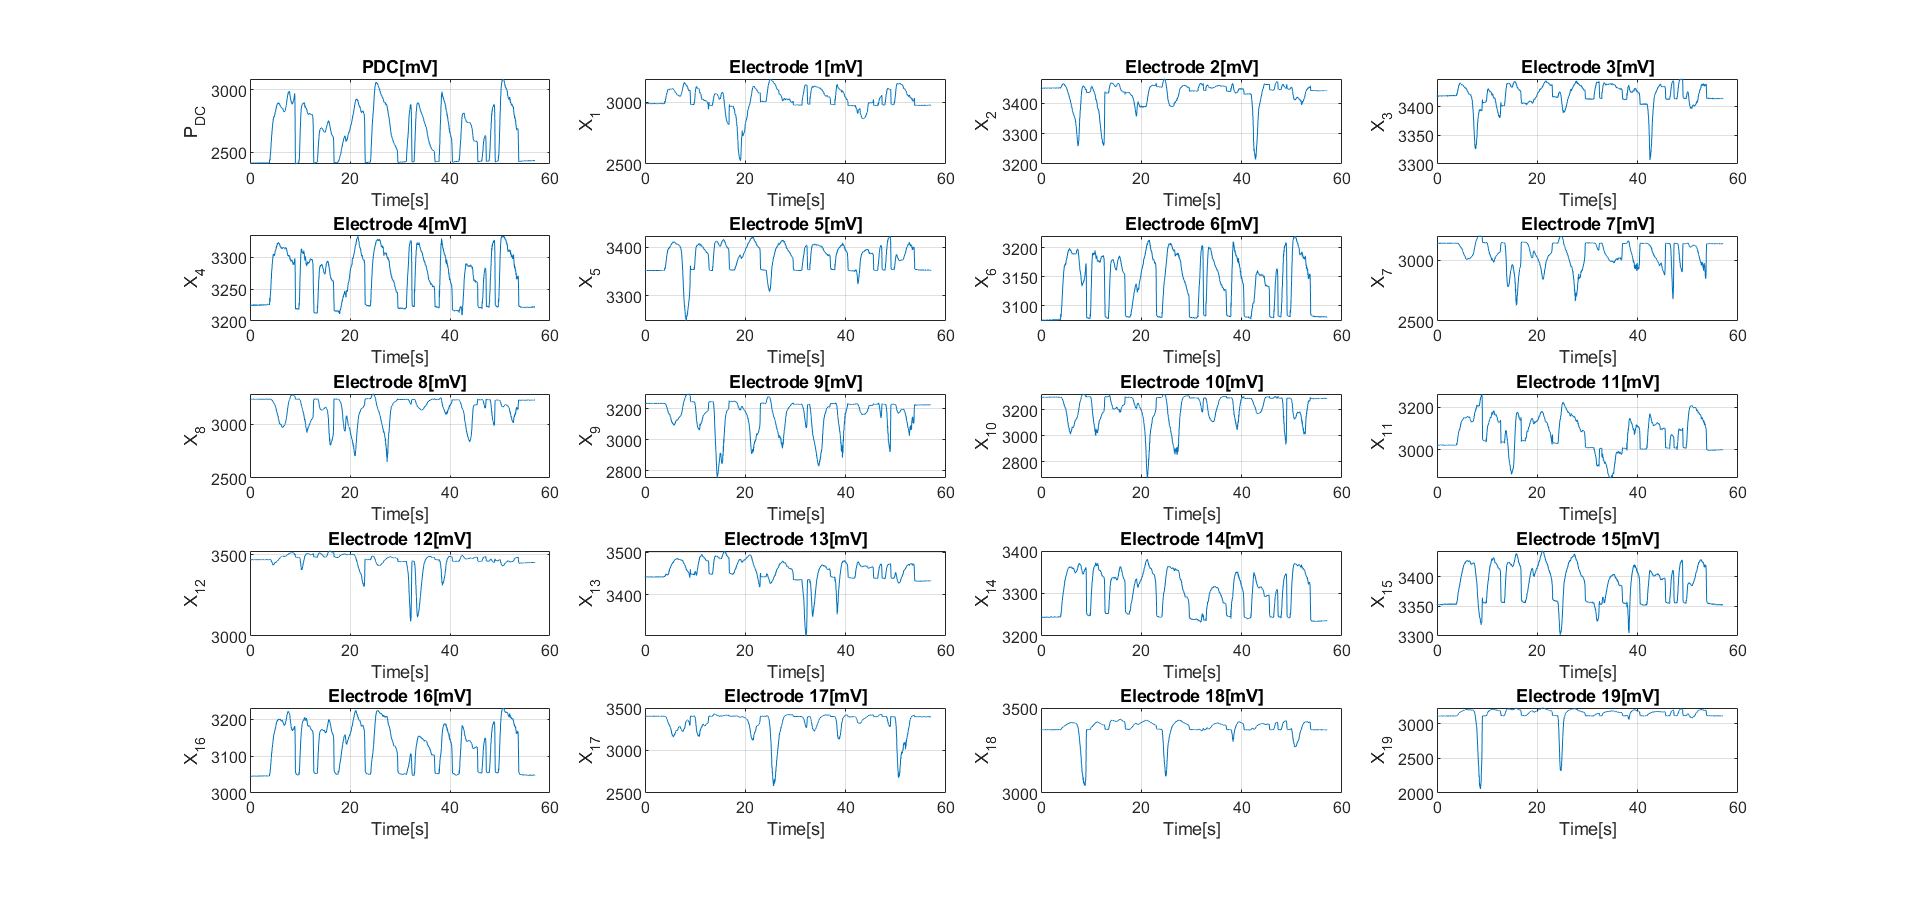 PDC[mV]
P_DC
3000
2500
0 20 40 60
Time[s]
Electrode 1[mV]
X_1
3000
2500
0 20 40 60
Time[s]
Electrode 2[mV]
X_2
3400
3300
3200
0 20 40 60
Time[s]
Electrode 3[mV]
X_3
3400
3350
3300
0 20 40 60
Time[s]
Electrode 4[mV]
X_4
3300
3250
3200
0 20 40 60
Time[s]
Electrode 5[mV]
X_5
3400
3300
0 20 40 60
Time[s]
Electrode 6[mV]
X_6
3200
3150
3100
0 20 40 60
Time[s]
Electrode 7[mV]
X_7
3000
2500
0 20 40 60
Time[s]
Electrode 8[mV]
X_8
3000
2500
0 20 40 60
Time[s]
Electrode 9[mV]
X_9
3200
3000
2800
0 20 40 60
Time[s]
Electrode 10[mV]
X_10
3200
3000
2800
0 20 40 60
Time[s]
Electrode 11[mV]
X_11
3200
3000
0 20 40 60
Time[s]
Electrode 12[mV]
X_12
3500
3000
0 20 40 60
Time[s]
Electrode 13[mV]
X_13
3500
3400
0 20 40 60
Time[s]
Electrode 14[mV]
X_14
3400
3300
3200
0 20 40 60
Time[s]
Electrode 15[mV]
X_15
3400
3350
3300
0 20 40 60
Time[s]
Electrode 16[mV]
X_16
3200
3100
3000
0 20 40 60
Time[s]
Electrode 17[mV]
X_17
3500
3000
2500
0 20 40 60
Time[s]
Electrode 18[mV]
X_18
3500
3000
0 20 40 60
Time[s]
Electrode 19[mV]
X_19
3000
2500
2000
0 20 40 60
Time[s]